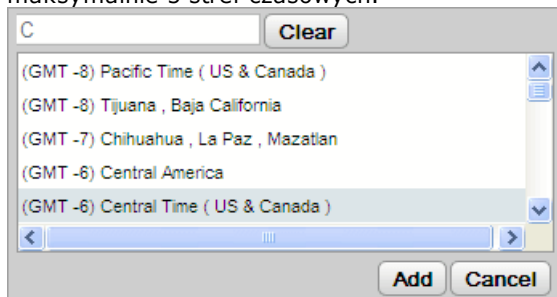 maksymalnie 5 stref czasowych.
C
Clear
(GMT -8) Pacific Time ( US & Canada )
(GMT -8) Tijuana , Baja California
(GMT -7) Chihuahua , La Paz , Mazatlan
(GMT -6) Central America
(GMT -6) Central Time ( US & Canada )
Add Cancel